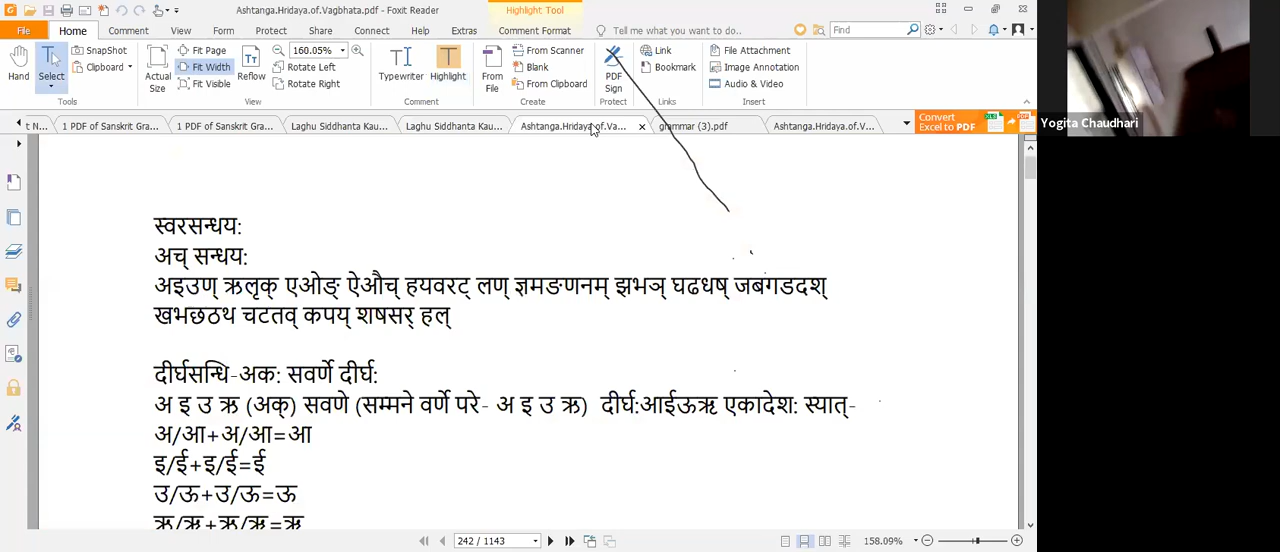 Ashtanga.Hridaya.of.Vagbhata.pdf - Foxit Reader
Highlight Tool
File Home Comment View Form Protect Share Connect Help Extras Comment Format Tell me what you want to do.. Find
Hand Select SnapShot Clipboard Actual Size Fit Page Fit Width Fit Visible Reflow 160.05% Rotate Left Rotate Right Typewriter Highlight From File From Scanner Blank From Clipboard PDF Sign Link Bookmark File Attachment Image Annotation Audio & Video
Tools View Comment Create Protect Links Insert
t N... 1 PDF of Sanskrit Gra... 1 PDF of Sanskrit Gra... Laghu Siddhanta Kau... Laghu Siddhanta Kau... Ashtanga.Hridaya.of.Va... grammar (3).pdf Ashtanga.Hridaya.of.V... Convert Excel to PDF
Yogita Chaudhari
स्वरसन्धय:
अच् सन्धय:
अइउण् ऋलृक् एओङ् ऐऔच् हयवरट् लण् ज्ञमङणनम् झभञ् घढधष् जबगडदश्
खभछठथ चटतव् कपय् शषसर् हल्
दीर्घसन्धि-अक: सवर्णे दीर्घ:
अ इ उ ऋ (अक्) सवणे (सम्मने वर्णे परे- अ इ उ ऋ) दीर्घ:आईऊऋ एकादेश: स्यात्-
अ/आ+अ/आ=आ
इ/ई+इ/ई=ई
उ/ऊ+उ/ऊ=ऊ
ऋ/ऋ+ऋ/ऋ=ऋ
242 / 1143 158.09%